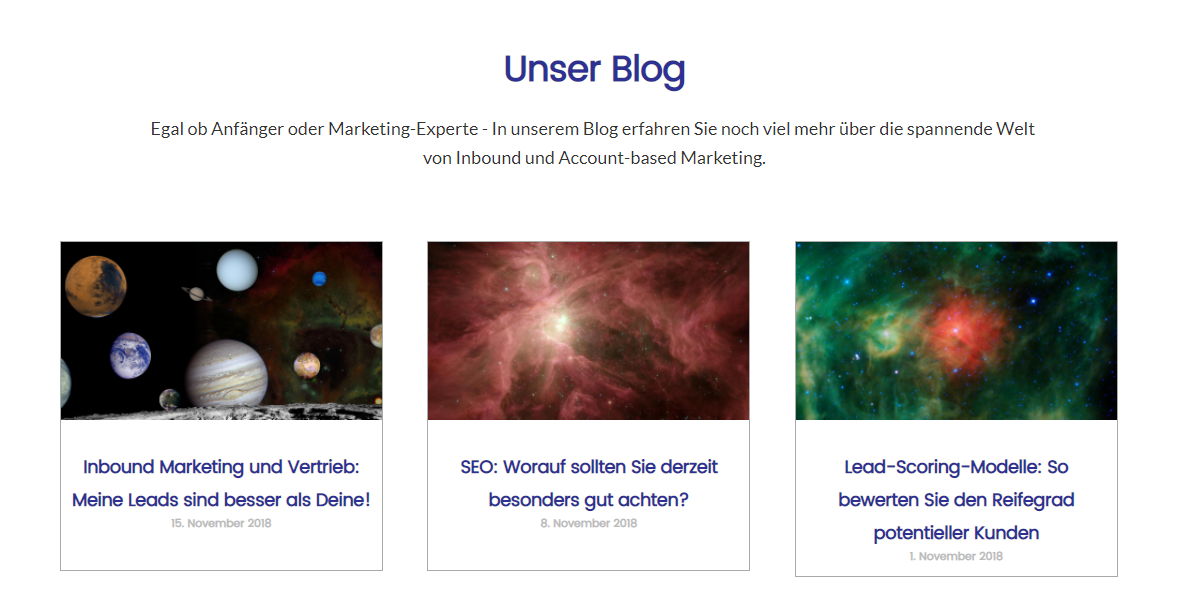 Unser Blog
Egal ob Anfänger oder Marketing-Experte - In unserem Blog erfahren Sie noch viel mehr über die spannende Welt
von Inbound und Account-based Marketing.
Inbound Marketing und Vertrieb:
Meine Leads sind besser als Deine!
15. November 2018
SEO: Worauf sollten Sie derzeit
besonders gut achten?
8. November 2018
Lead-Scoring-Modelle: So
bewerten Sie den Reifegrad
potentieller Kunden
1. November 2018